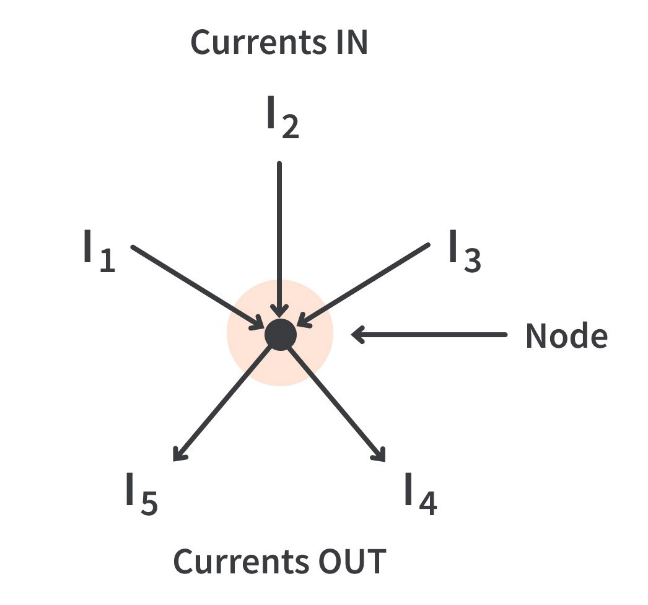 Currents IN
I2
I1
I3
Node
I5
I4
Currents OUT